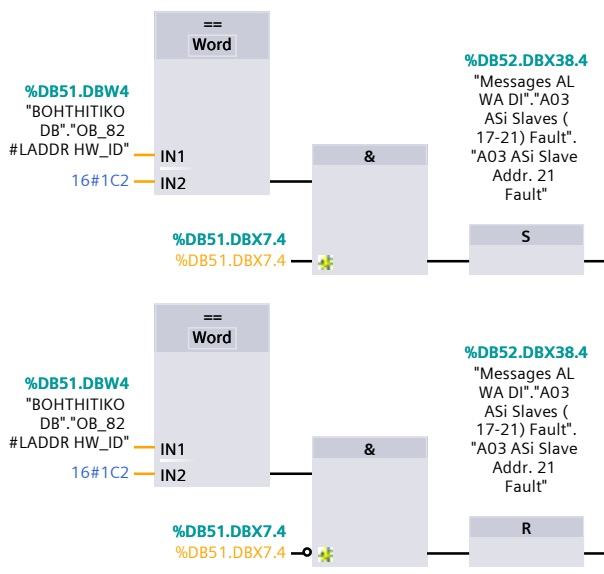 ==
Word
%DB51.DBW4
"BOHTHITIKO
DB"."OB_82
#LADDR HW_ID"
IN1
16#1C2
IN2
&
%DB51.DBX7.4
%DB51.DBX7.4
%DB52.DBX38.4
"Messages AL
WA DI"."A03
ASi Slaves (
17-21) Fault".
"A03 ASi Slave
Addr. 21
Fault"
S
==
Word
%DB51.DBW4
"BOHTHITIKO
DB"."OB_82
#LADDR HW_ID"
IN1
16#1C2
IN2
&
%DB51.DBX7.4
%DB51.DBX7.4
%DB52.DBX38.4
"Messages AL
WA DI"."A03
ASi Slaves (
17-21) Fault".
"A03 ASi Slave
Addr. 21
Fault"
R